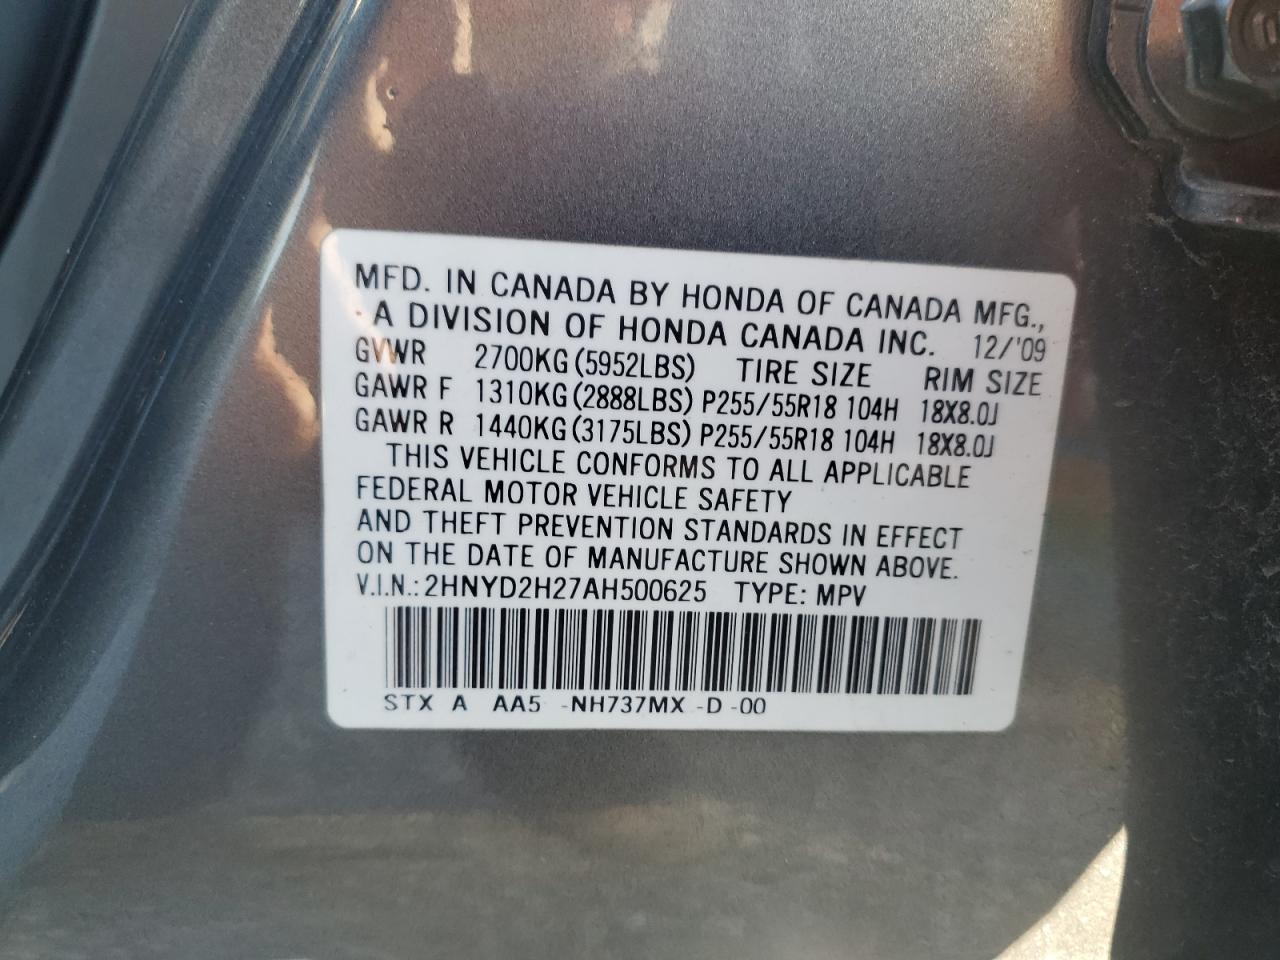 MFD. IN CANADA BY HONDA OF CANADA MFG.,
A DIVISION OF HONDA CANADA INC. 12/'09
GVWR 2700KG(5952LBS) TIRE SIZE RIM SIZE
GAWR F 1310KG(2888LBS) P255/55R18 104H 18X8.0J
GAWR R 1440KG(3175LBS) P255/55R18 104H 18X8.0J
THIS VEHICLE CONFORMS TO ALL APPLICABLE
FEDERAL MOTOR VEHICLE SAFETY
AND THEFT PREVENTION STANDARDS IN EFFECT
ON THE DATE OF MANUFACTURE SHOWN ABOVE.
V.I.N.: 2HNYD2H27AH500625 TYPE: MPV
STX A AA5 -NH737MX -D -00